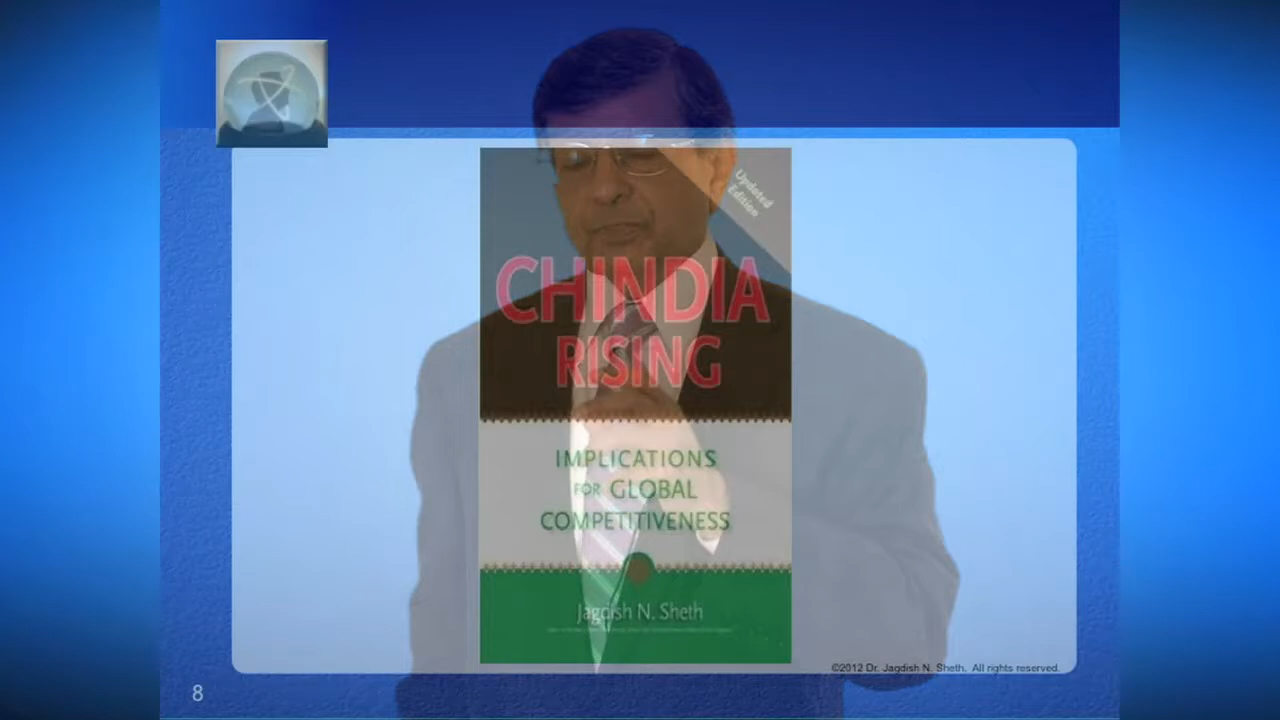 Updated
Edition
CHINDIA
RISING
IMPLICATIONS
FOR GLOBAL
COMPETITIVENESS
Jagdish N. Sheth
©2012 Dr. Jagdish N. Sheth. All rights reserved.
8